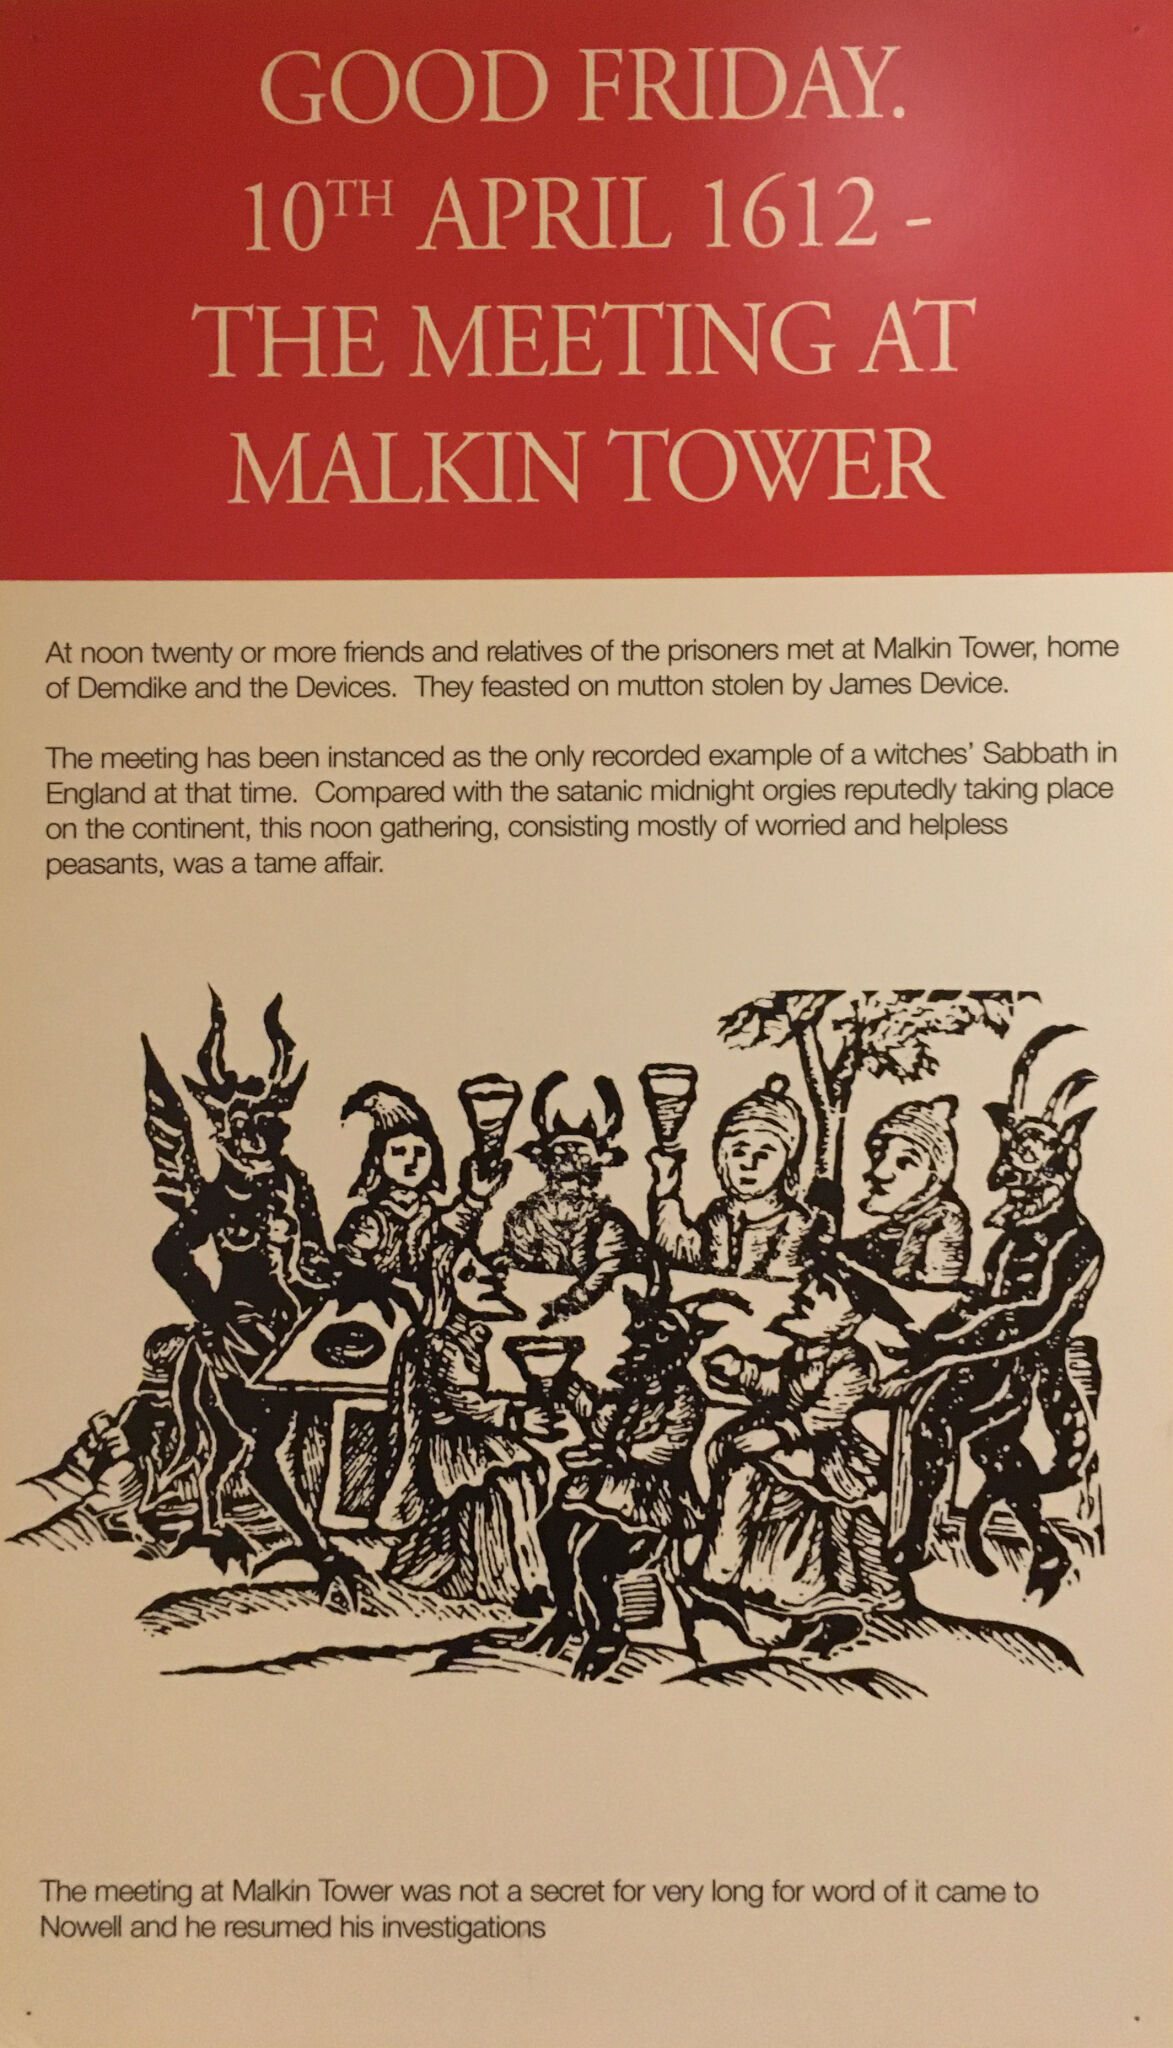 GOOD FRIDAY.
10TH APRIL 1612 -
THE MEETING AT
MALKIN TOWER
At noon twenty or more friends and relatives of the prisoners met at Malkin Tower, home
of Demdike and the Devices.  They feasted on mutton stolen by James Device.
The meeting has been instanced as the only recorded example of a witches’ Sabbath in
England at that time.  Compared with the satanic midnight orgies reputedly taking place
on the continent, this noon gathering, consisting mostly of worried and helpless
peasants, was a tame affair.
The meeting at Malkin Tower was not a secret for very long for word of it came to
Nowell and he resumed his investigations